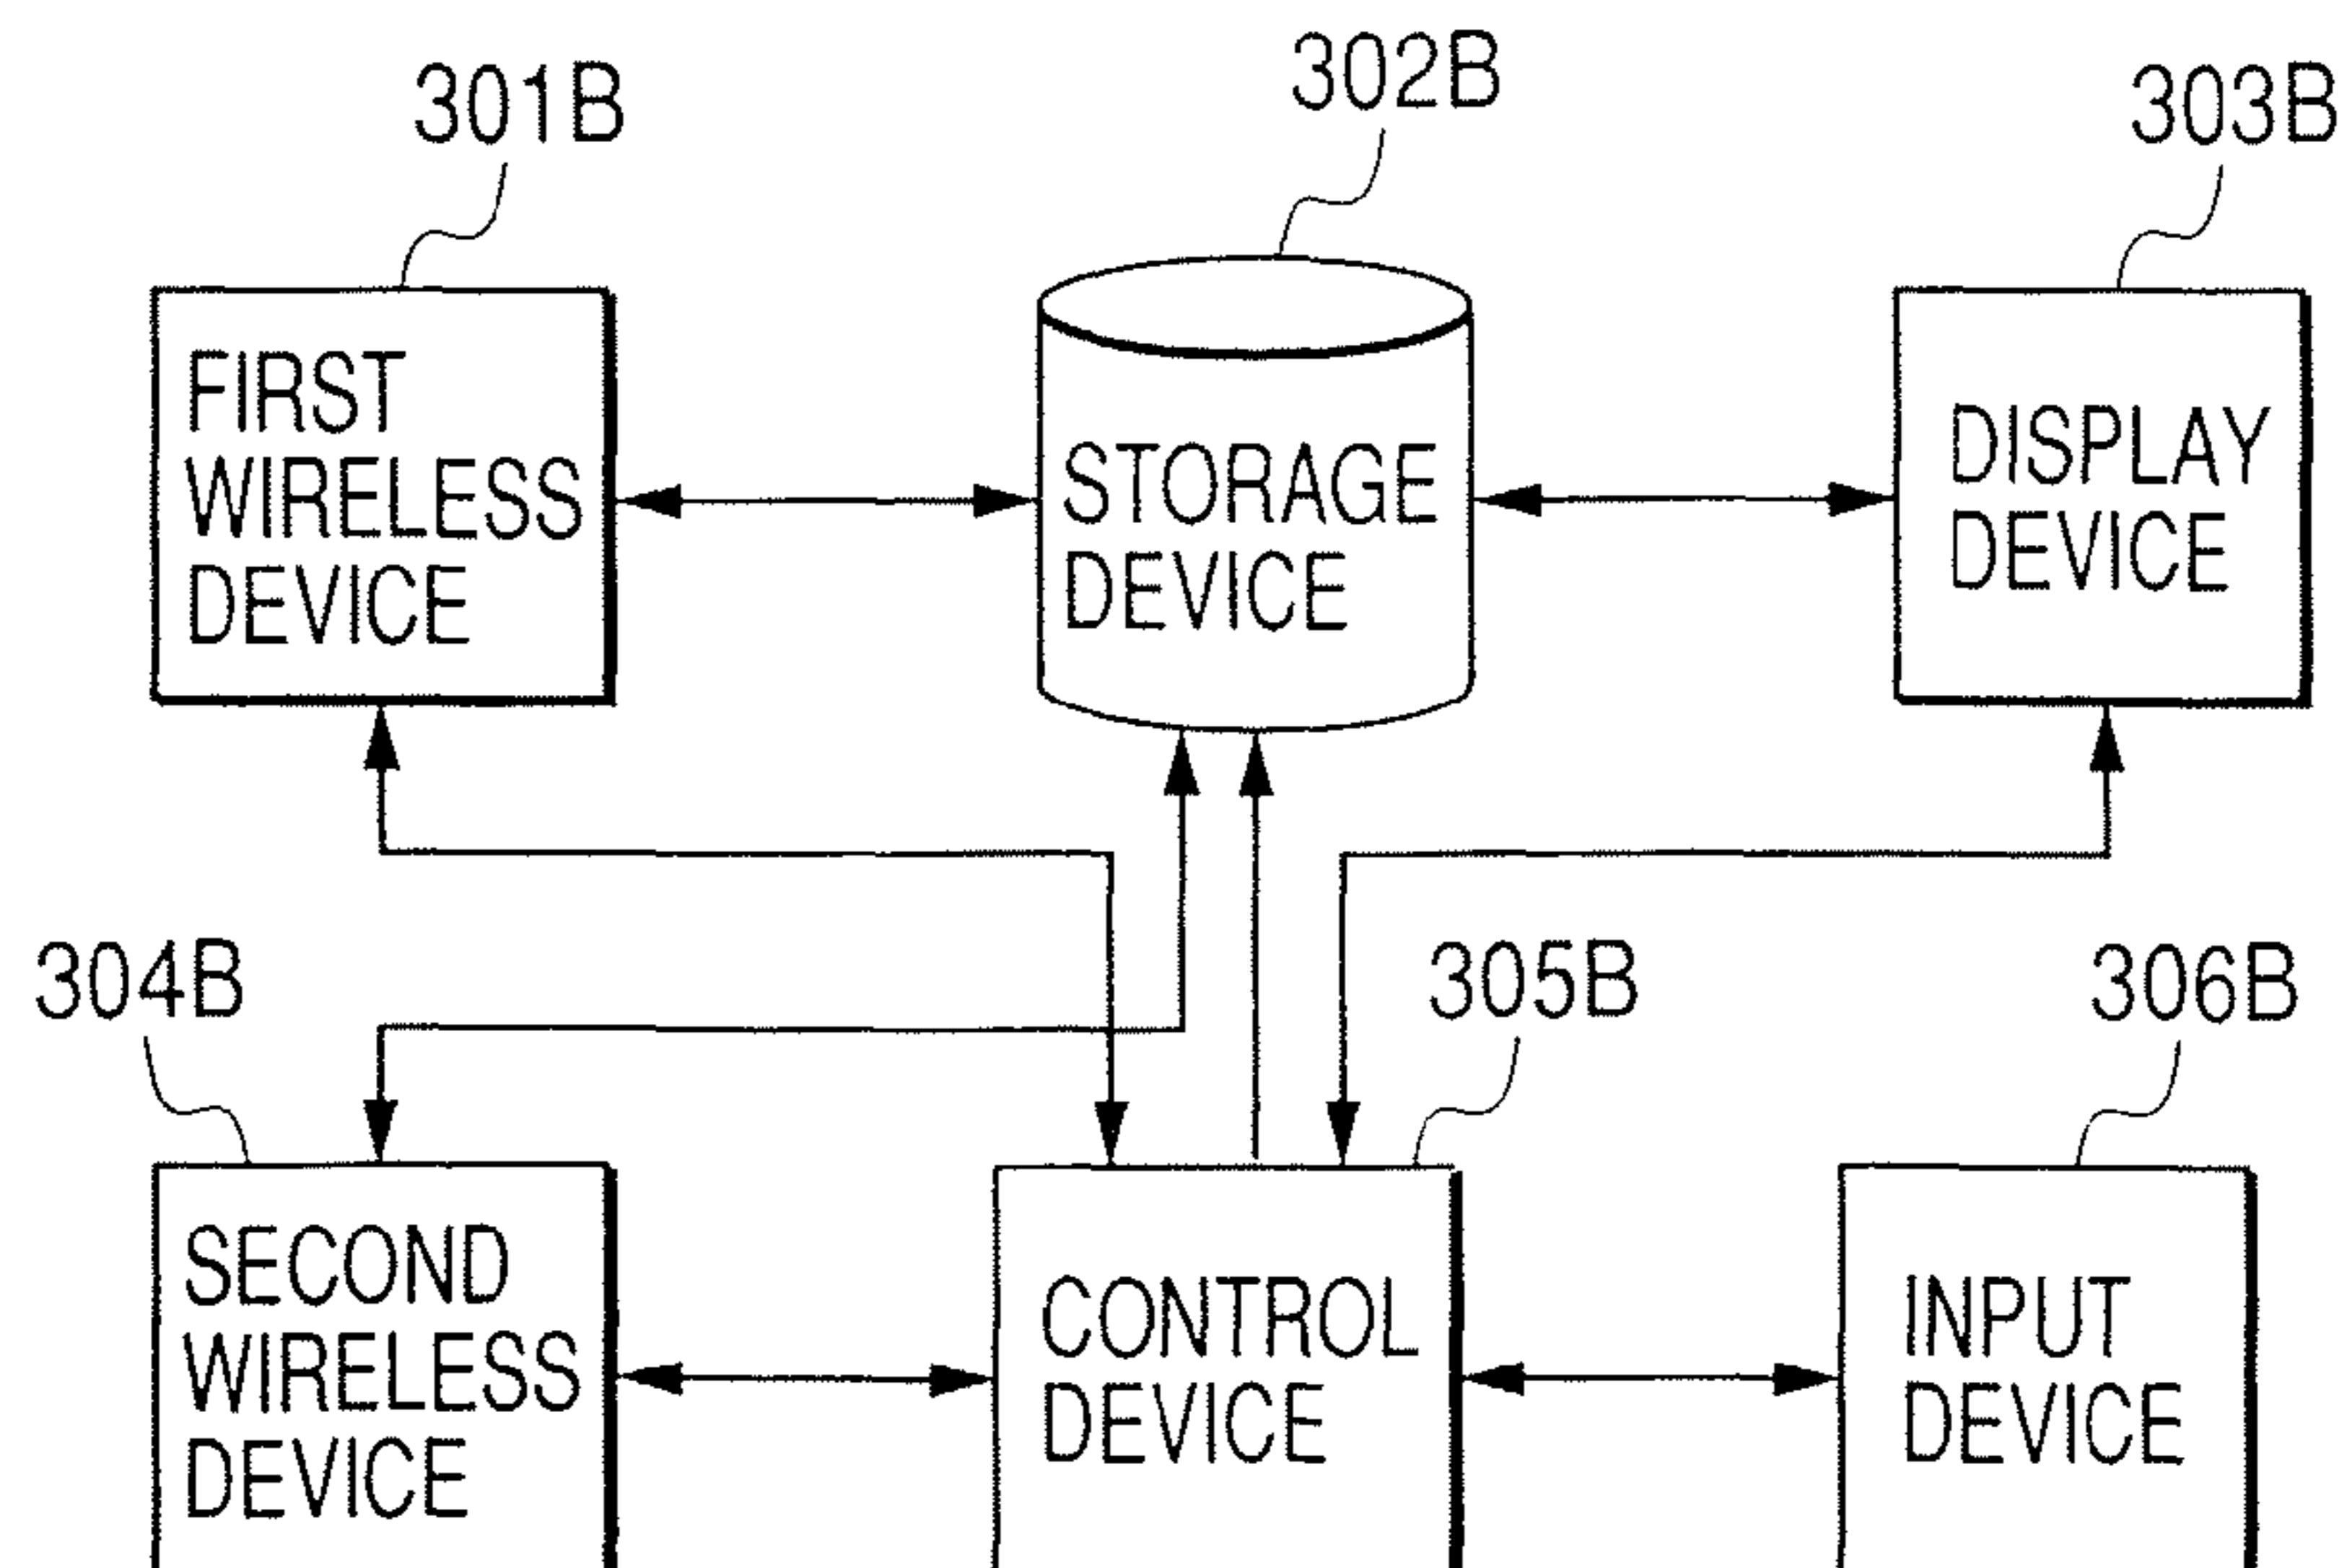 301B
302B
303B
FIRST
WIRELESS
DEVICE
STORAGE
DEVICE
DISPLAY
DEVICE
304B
305B
306B
SECOND
WIRELESS
DEVICE
CONTROL
DEVICE
INPUT
DEVICE